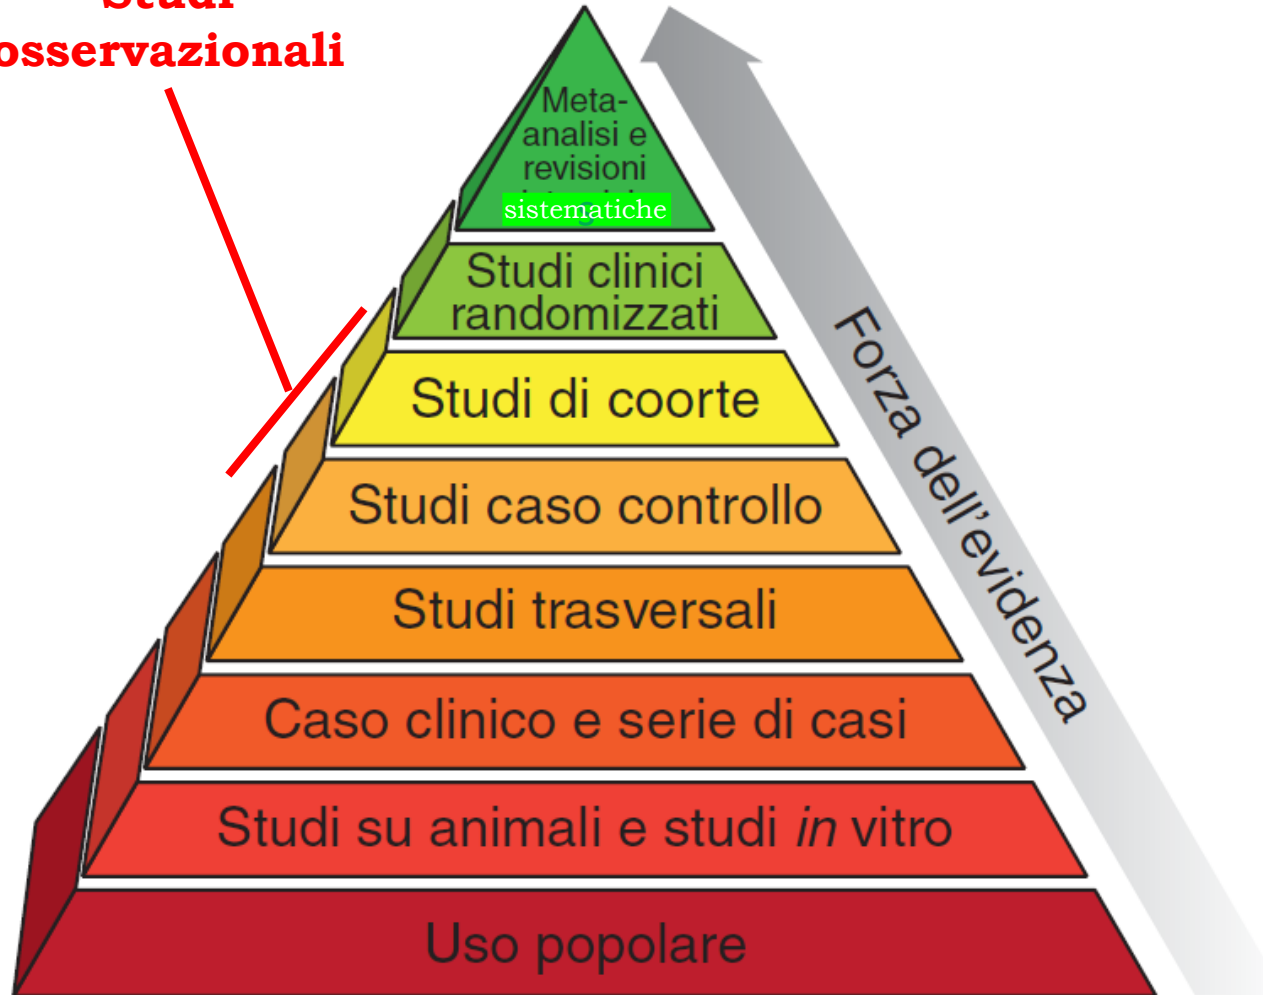 Studi
osservazionali
Meta-
analisi e
revisioni
sistematiche
Studi clinici
randomizzati
Studi di coorte
Studi caso controllo
Studi trasversali
Caso clinico e serie di casi
Studi su animali e studi in vitro
Uso popolare
Forza dell'evidenza